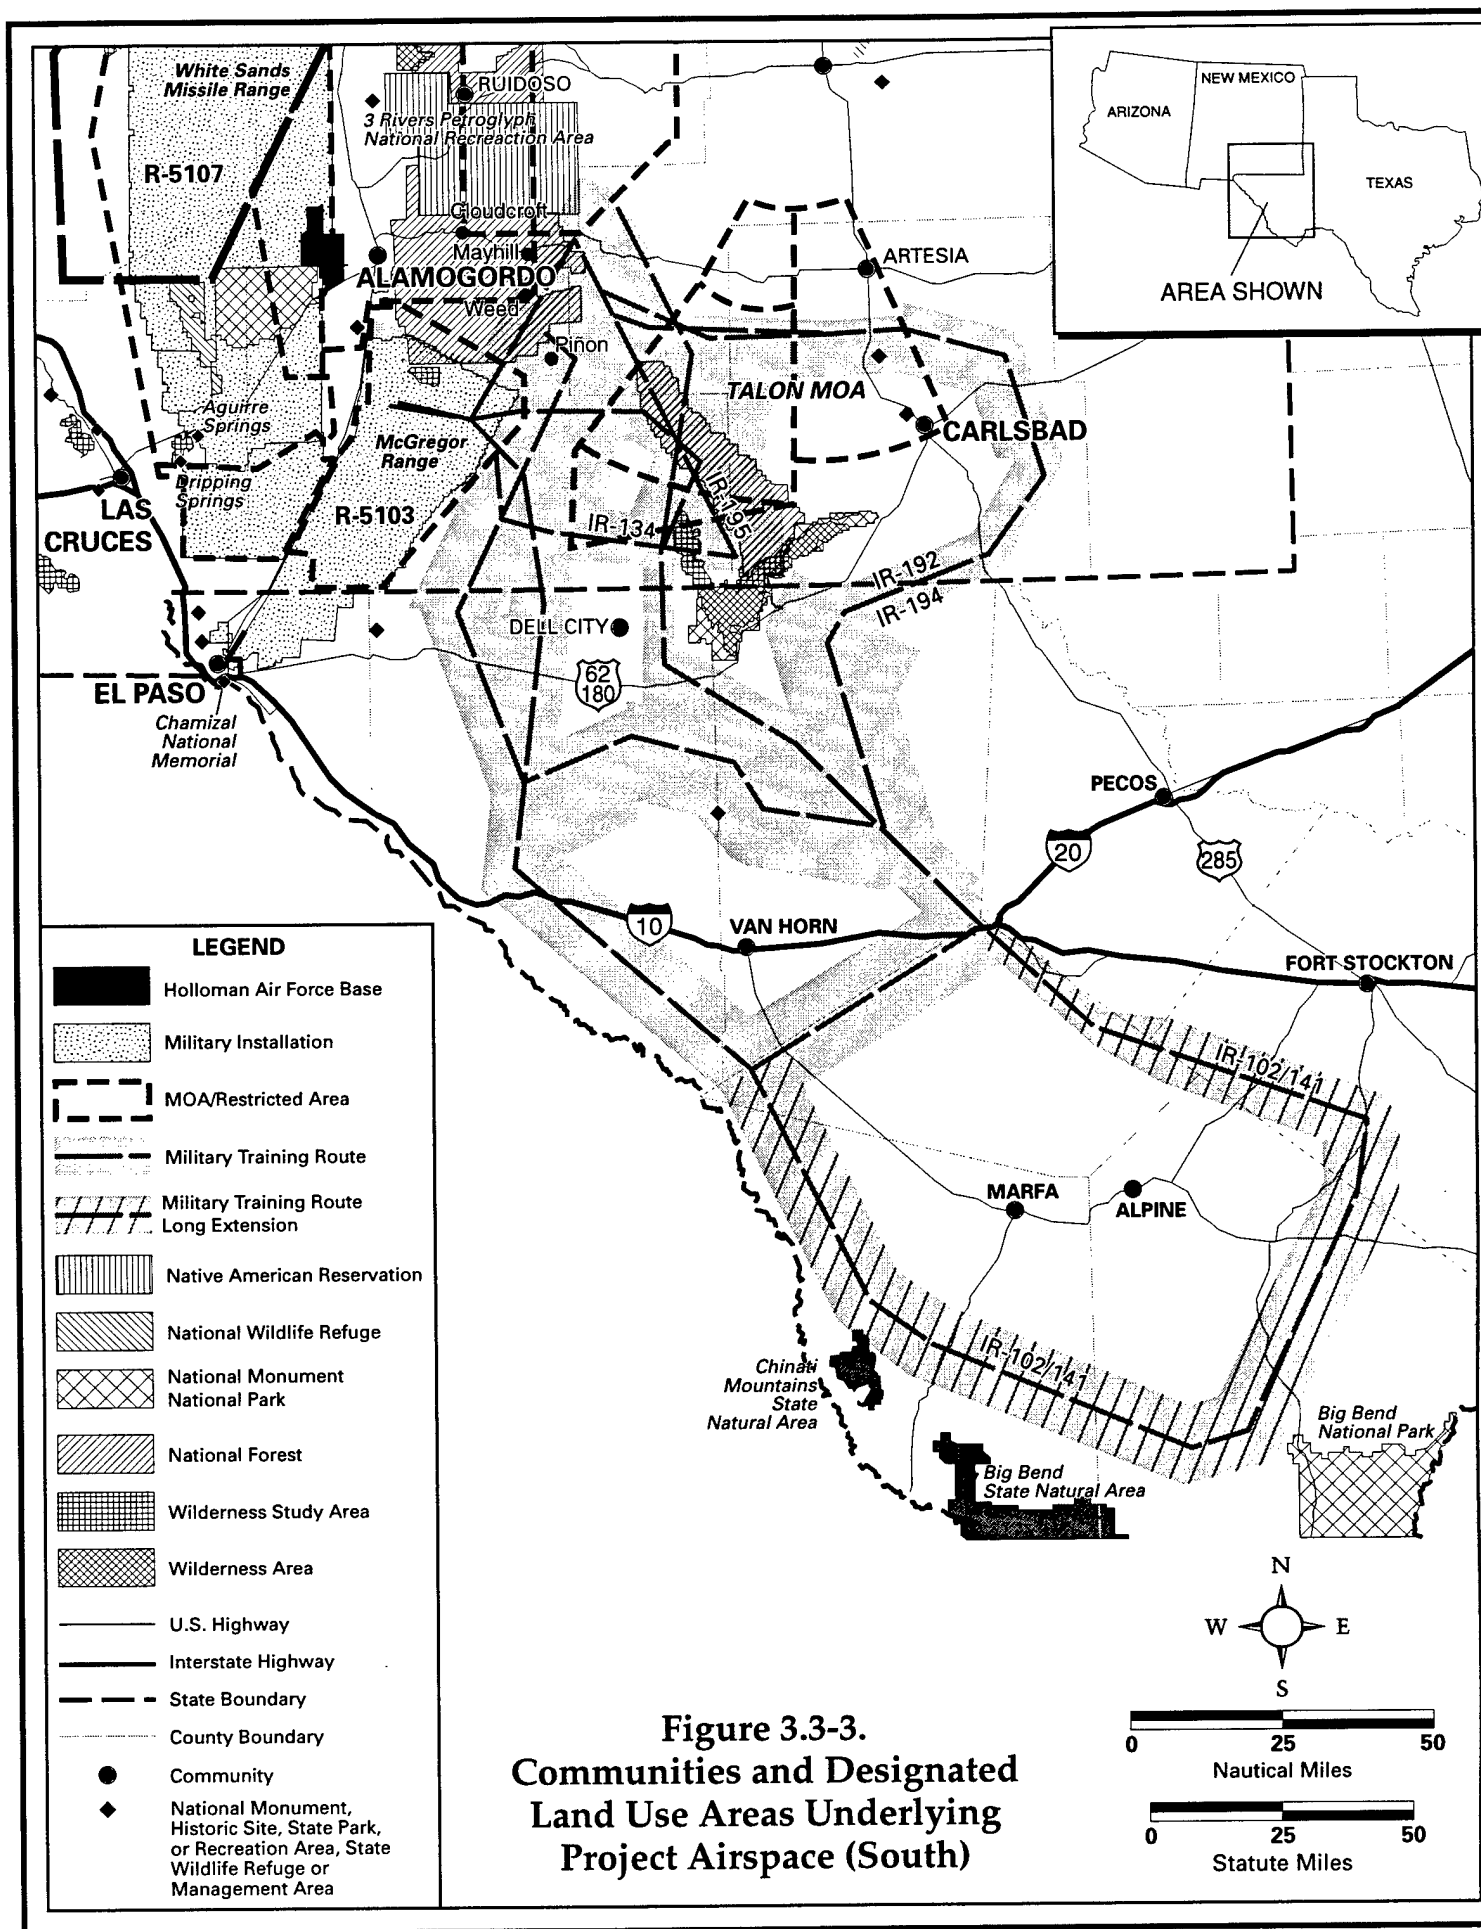 White Sands
Missile Range
RUIDOSO
3 Rivers Petroglyph
National Recreaction Area
R-5107
Cloudcroft
Mayhill
ALAMOGORDO
Weed
Piñon
ARTESIA
NEW MEXICO
ARIZONA
TEXAS
AREA SHOWN
TALON MOA
CARLSBAD
Aguirre
Springs
McGregor
Range
Dripping
Springs
R-5103
LAS
CRUCES
IR-134
IR-195
IR-192
IR-194
DELL CITY
62
180
EL PASO
Chamizal
National
Memorial
PECOS
20
285
10
VAN HORN
FORT STOCKTON
IR-102/141
MARFA
ALPINE
IR-102/141
Chinati
Mountains
State
Natural Area
Big Bend
National Park
Big Bend
State Natural Area
LEGEND
Holloman Air Force Base
Military Installation
MOA/Restricted Area
Military Training Route
Military Training Route
Long Extension
Native American Reservation
National Wildlife Refuge
National Monument
National Park
National Forest
Wilderness Study Area
Wilderness Area
U.S. Highway
Interstate Highway
State Boundary
County Boundary
Community
National Monument,
Historic Site, State Park,
or Recreation Area, State
Wildlife Refuge or
Management Area
N
W E
S
0 25 50
Nautical Miles
0 25 50
Statute Miles
Figure 3.3-3.
Communities and Designated
Land Use Areas Underlying
Project Airspace (South)